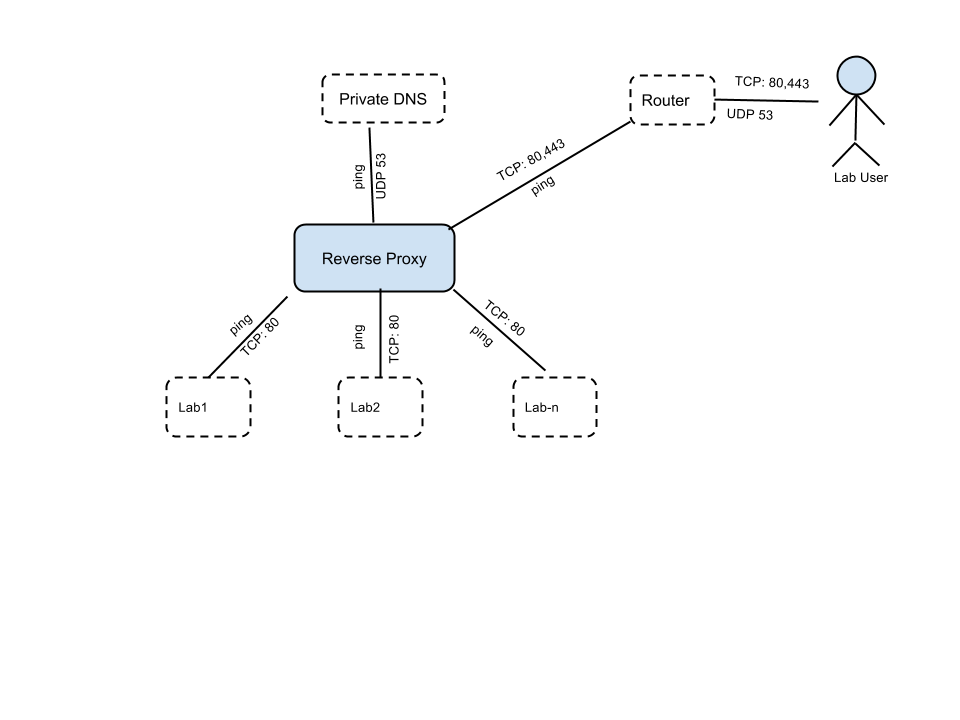 Private DNS
Router
TCP: 80,443
UDP 53
Lab User
TCP: 80,443
ping
ping
UDP 53
Reverse Proxy
ping
TCP: 80
ping
TCP: 80
TCP: 80
ping
Lab1
Lab2
Lab-n